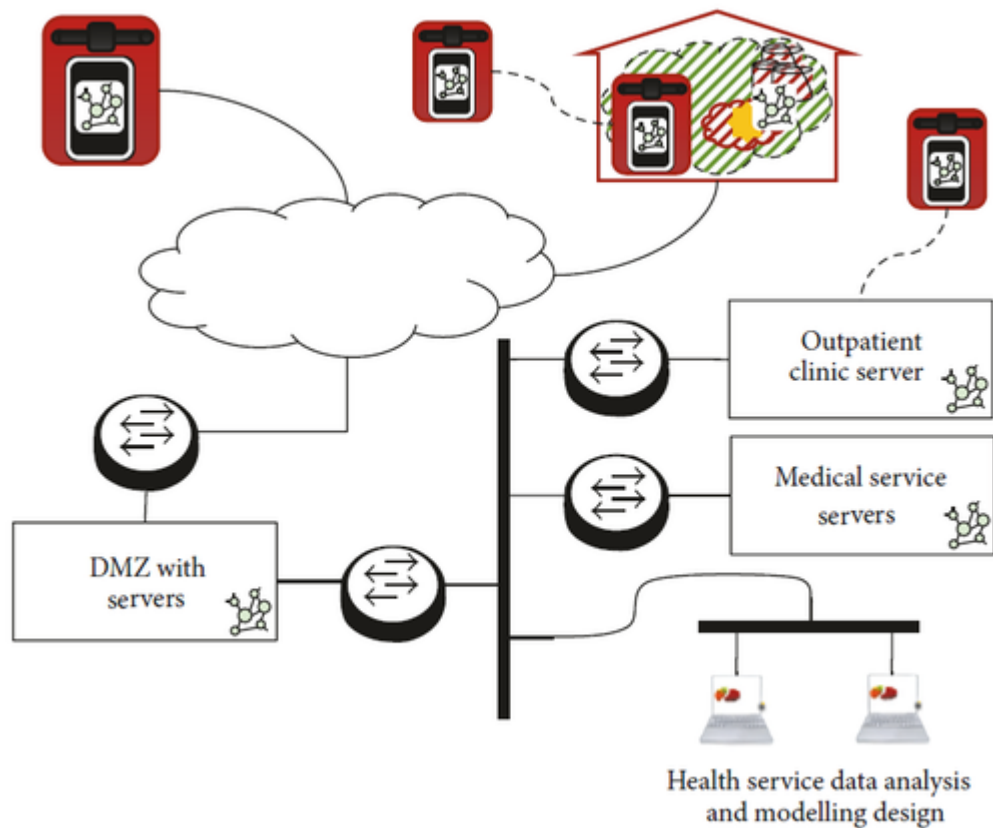 Outpatient
clinic server
Medical service
servers
DMZ with
servers
Health service data analysis
and modelling design